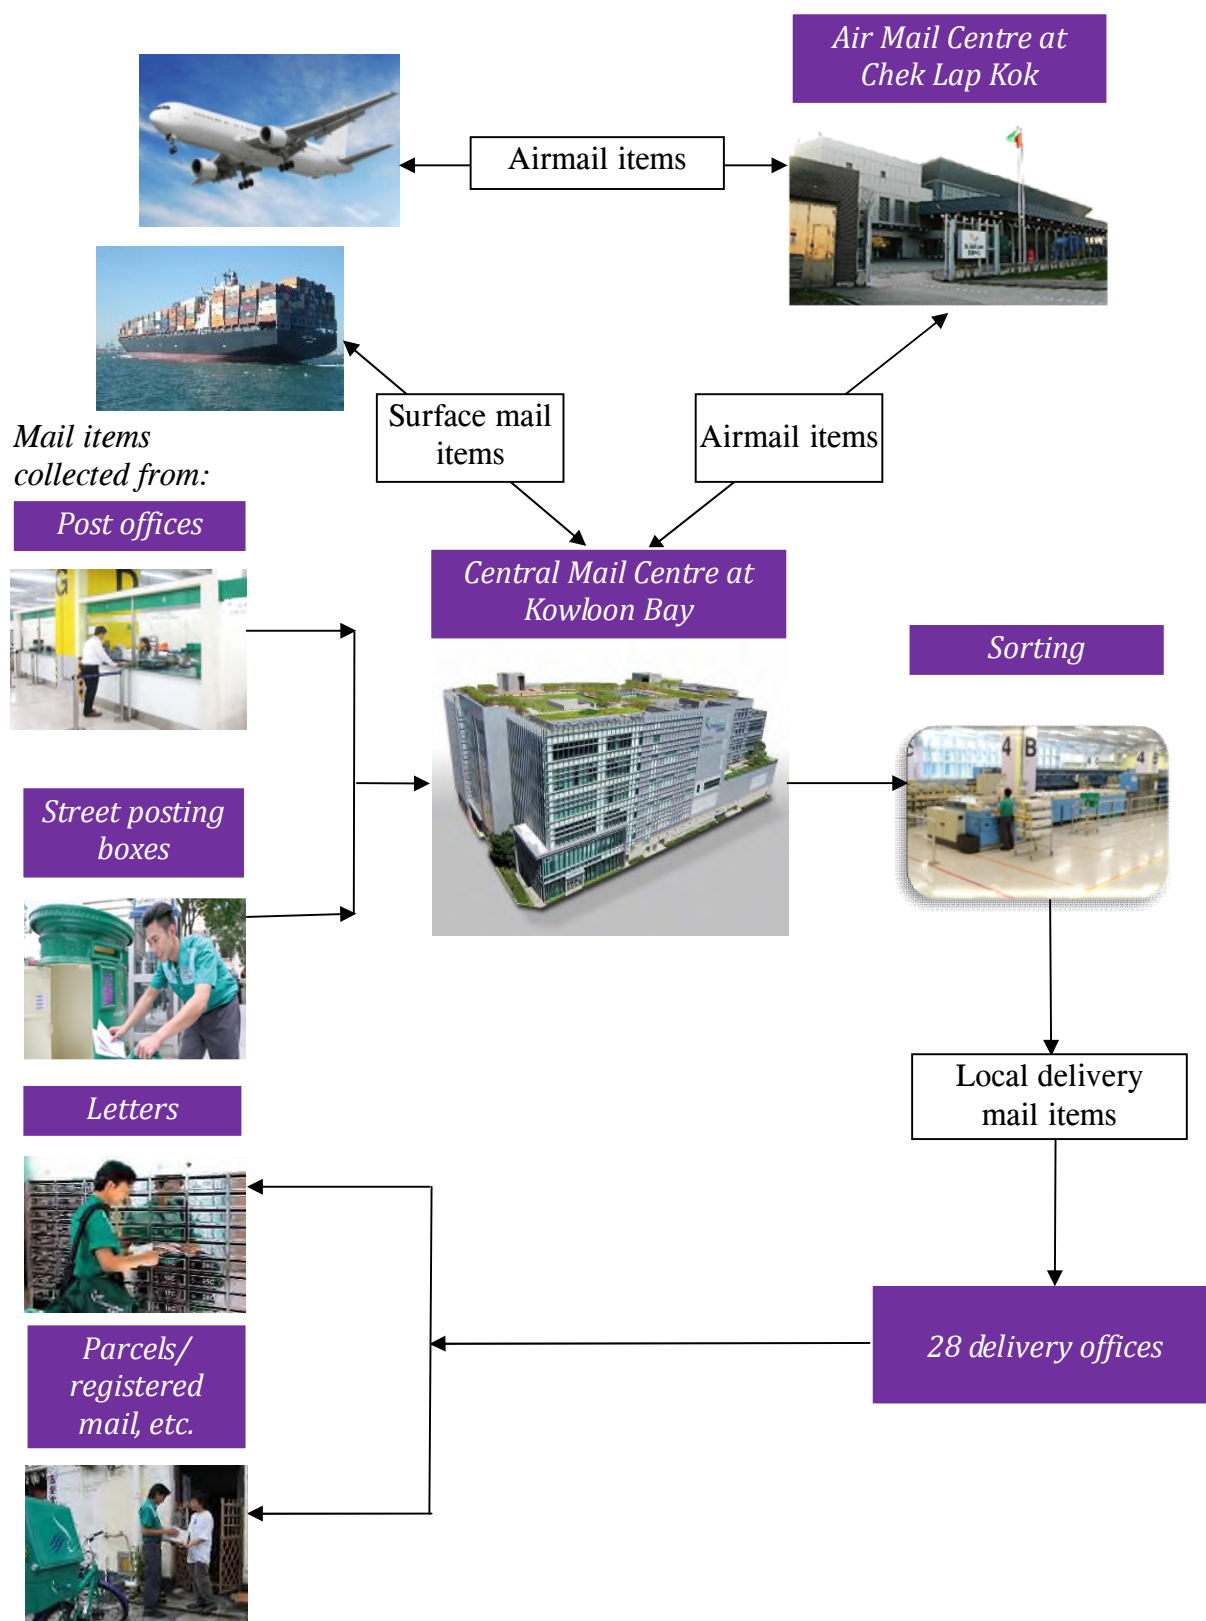 Air Mail Centre at
Chek Lap Kok
Airmail items
Surface mail
items
Airmail items
Mail items
collected from:
Post offices
Central Mail Centre at
Kowloon Bay
Sorting
G
D
4
B
4
Street posting
boxes
Local delivery
mail items
Letters
28 delivery offices
Parcels/
registered
mail, etc.